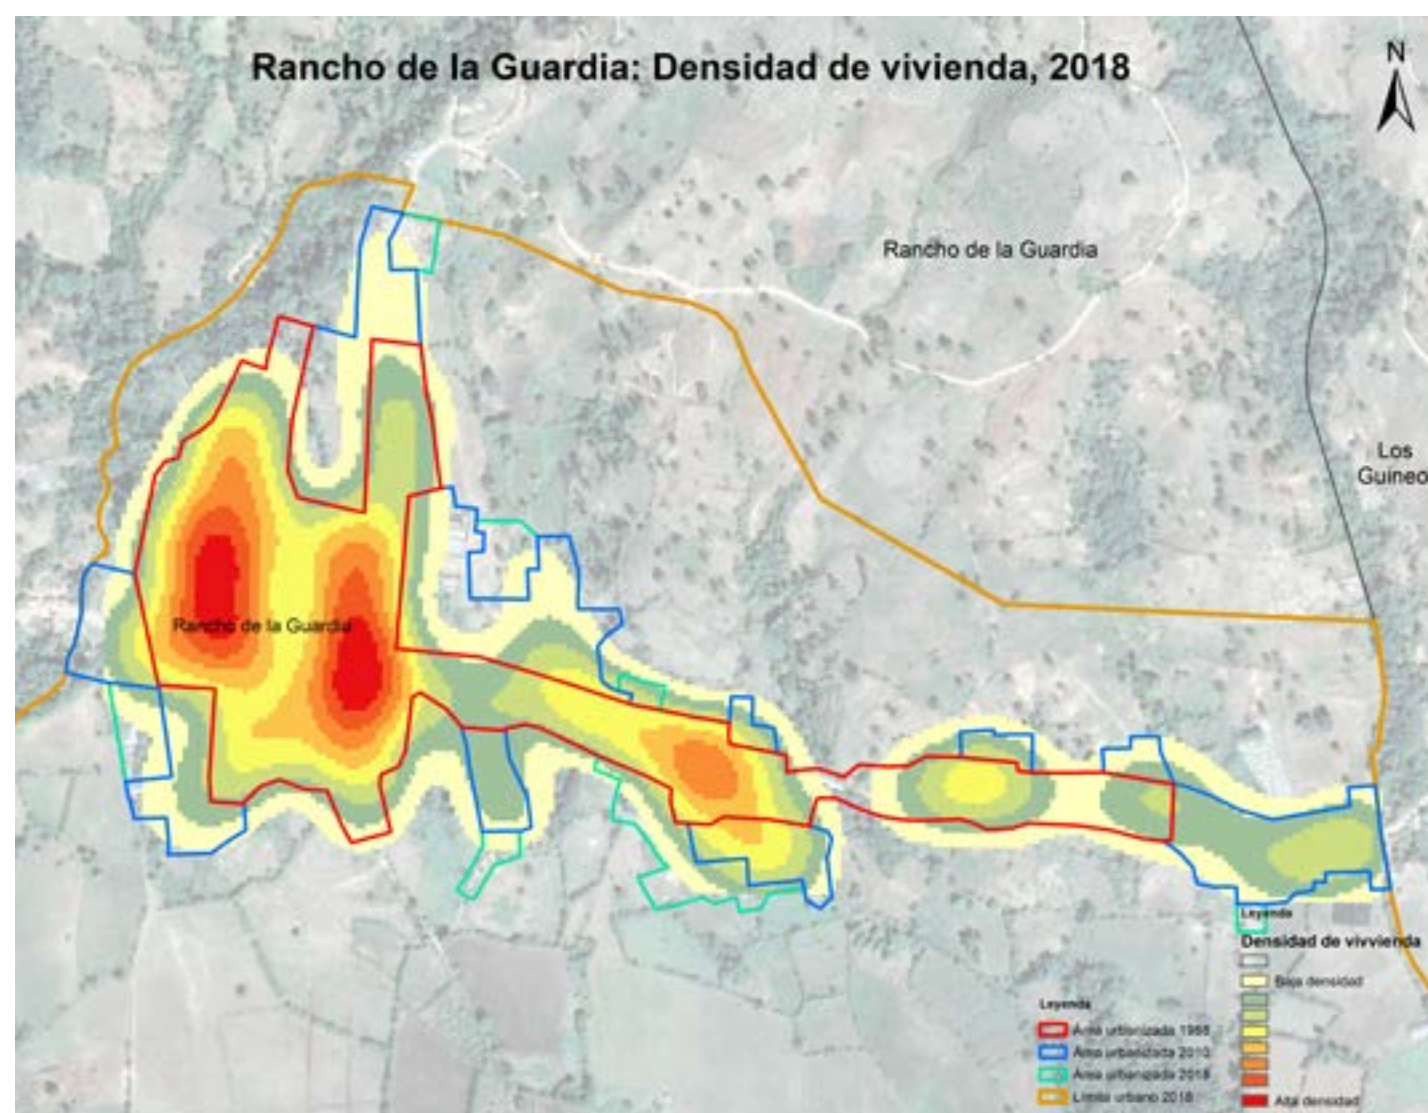 Rancho de la Guardia: Densidad de vivienda, 2018
N
Rancho de la Guardia
Los
Guineo
Rancho de la Guardia
Leyenda
Densidad de vivvienda
Baja densidad
Alta densidad
Leyenda
Área urbanizada 1988
Área urbanizada 2010
Área urbanizada 2018
Límite urbano 2018